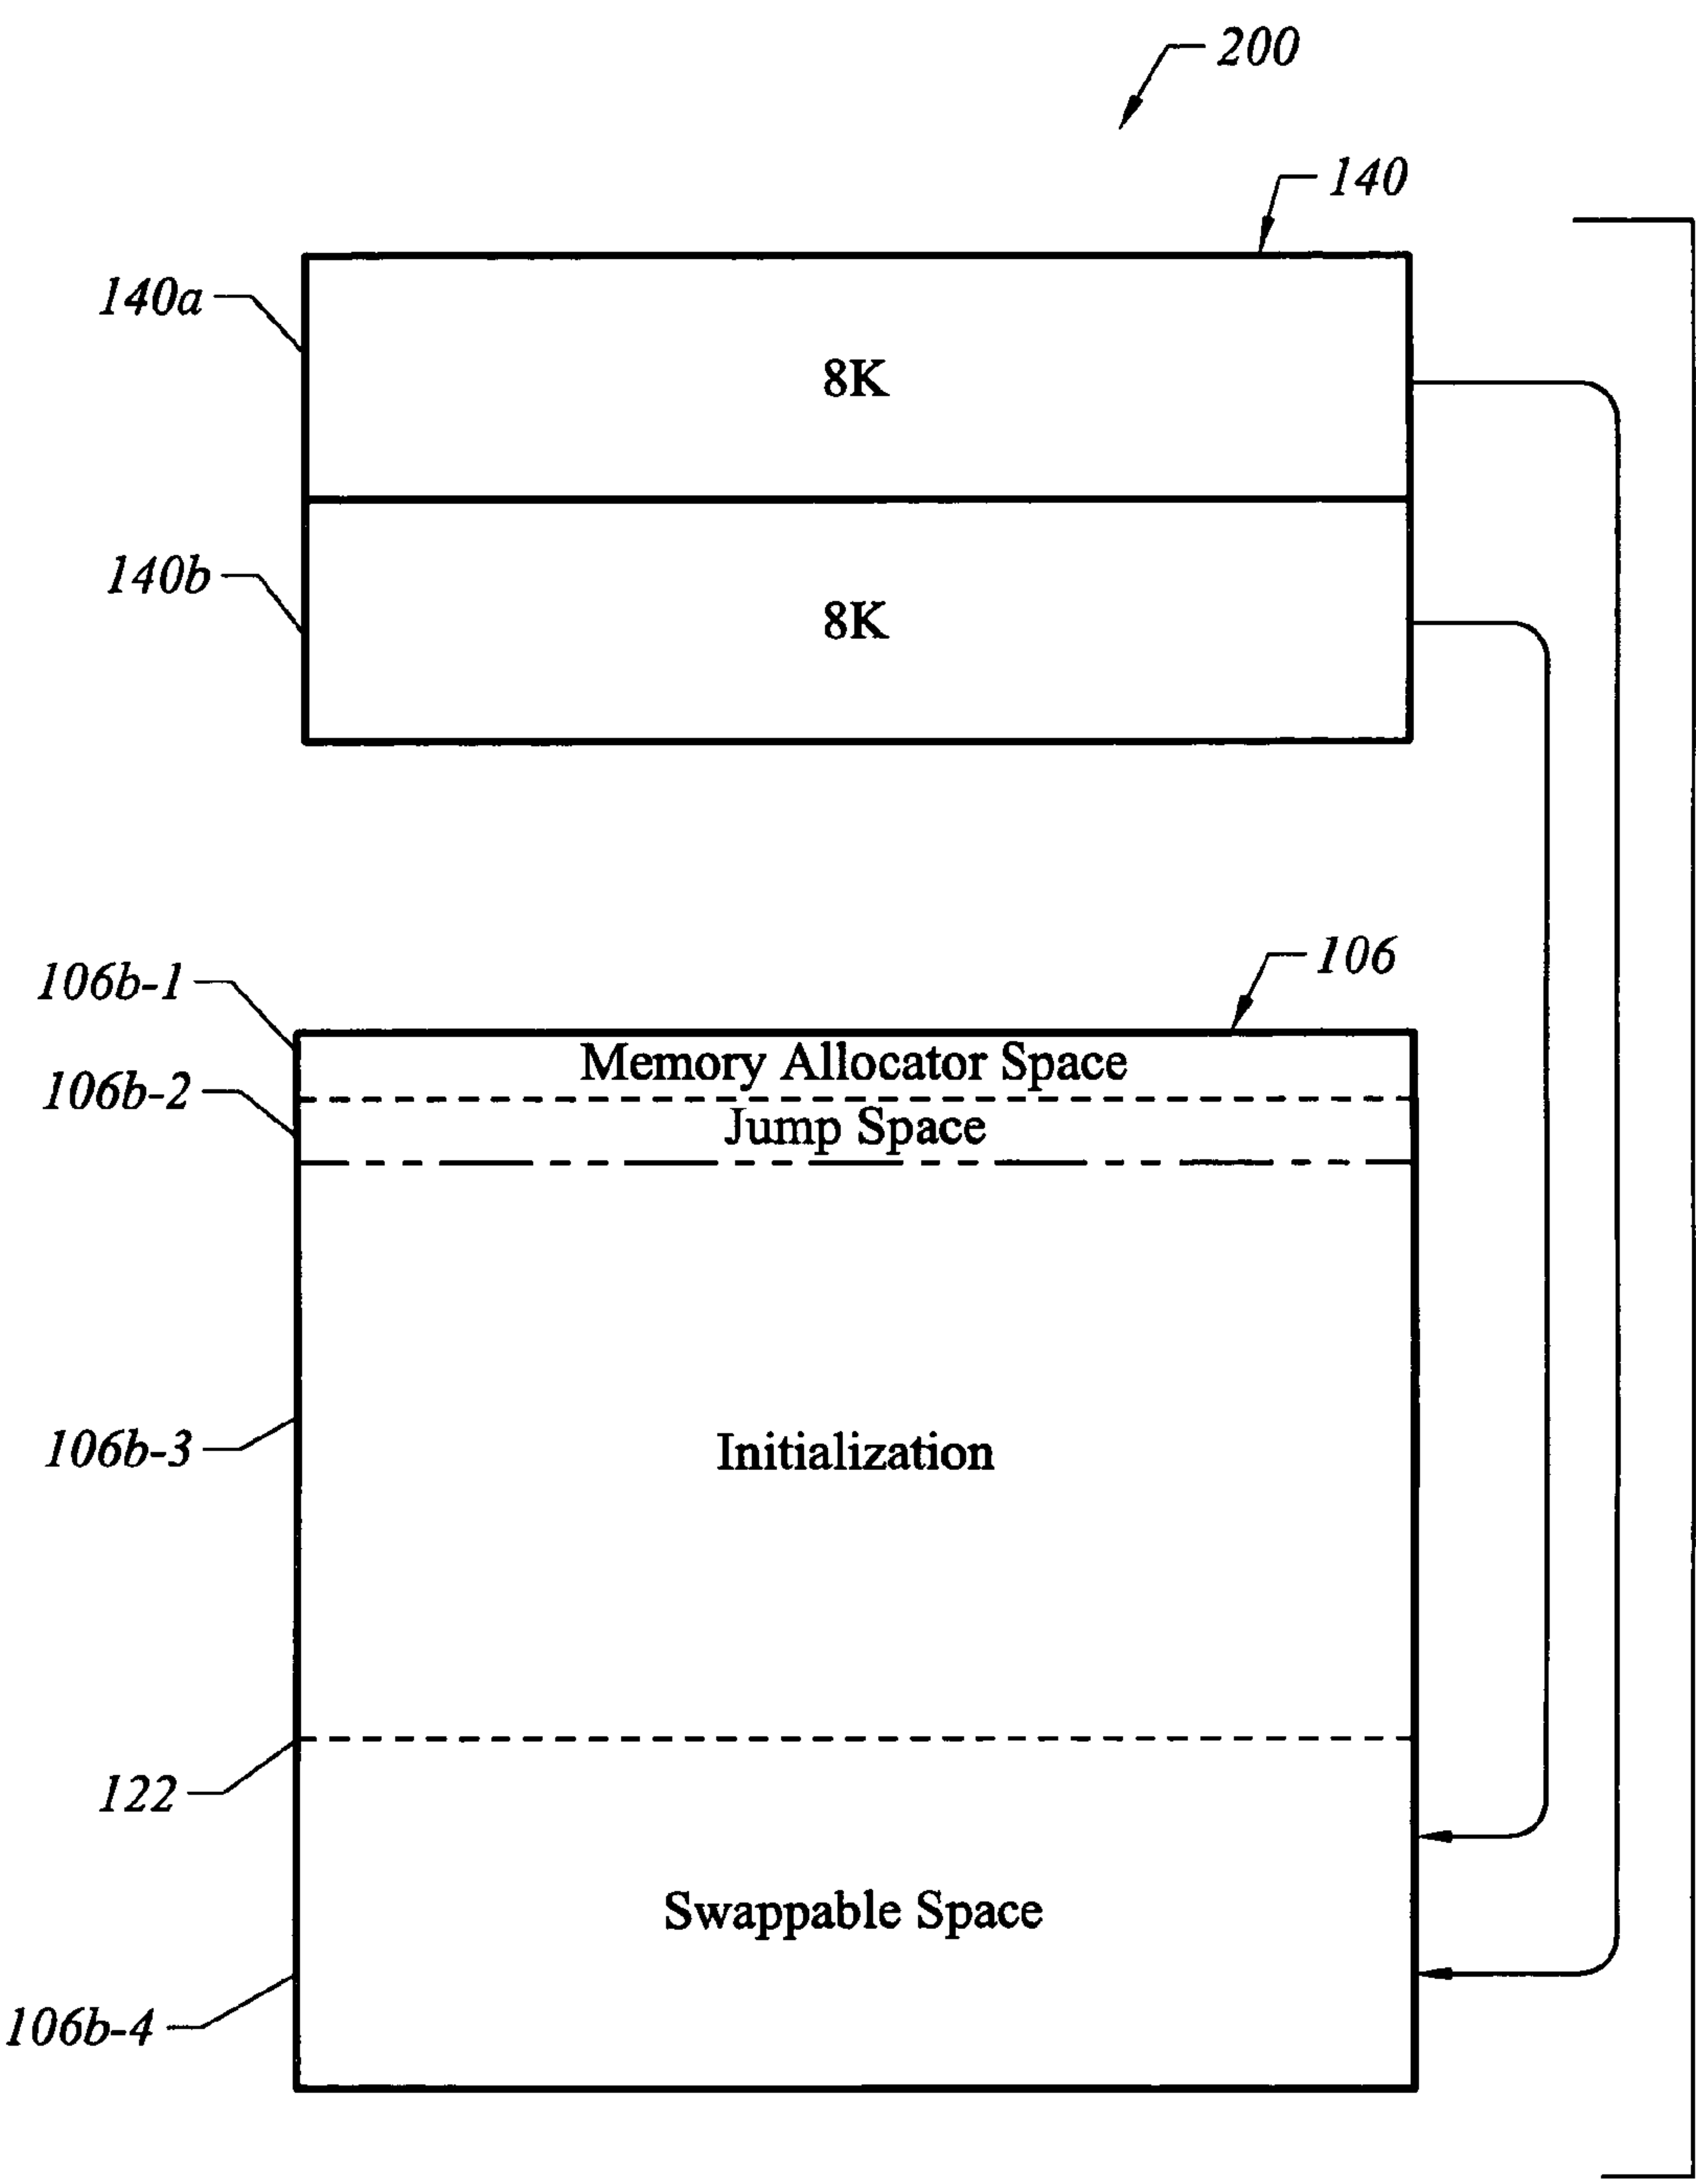 200
140
140a
8K
140b
8K
106
106b-1
Memory Allocator Space
106b-2
Jump Space
106b-3
Initialization
122
Swappable Space
106b-4